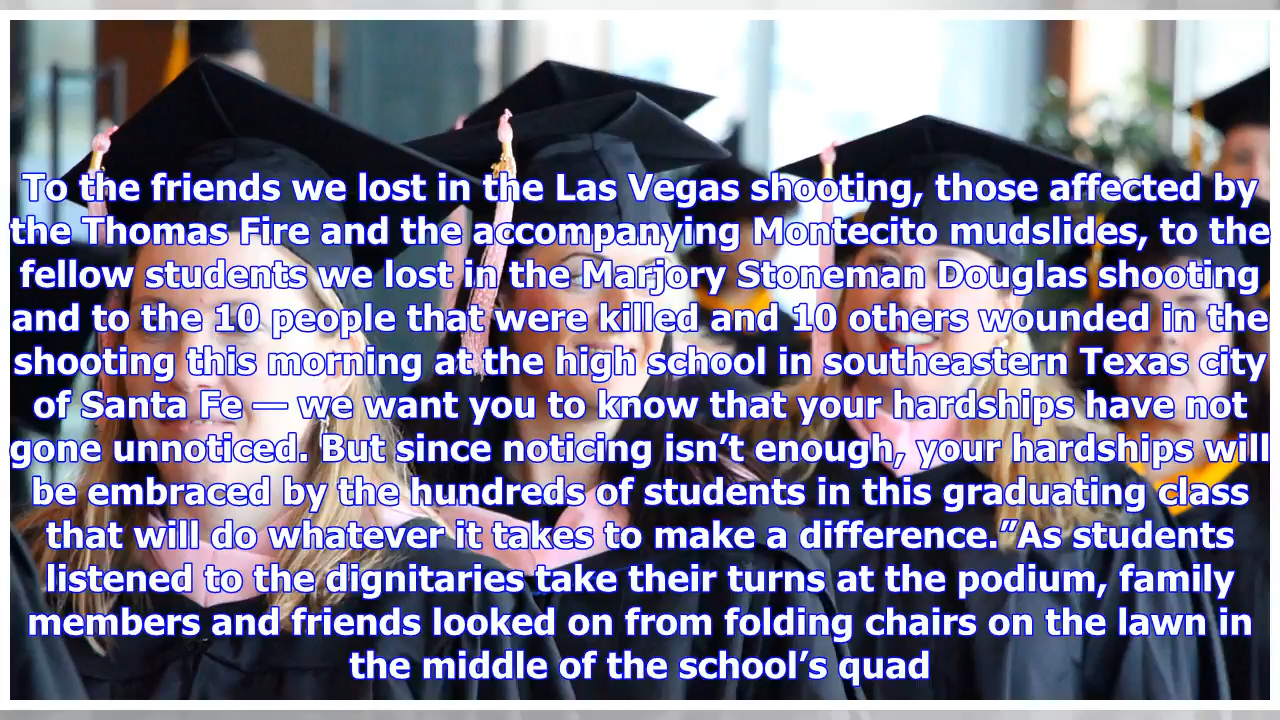 To the friends we lost in the Las Vegas shooting, those affected by
the Thomas Fire and the accompanying Montecito mudslides, to the
fellow students we lost in the Marjory Stoneman Douglas shooting
and to the 10 people that were killed and 10 others wounded in the
shooting this morning at the high school in southeastern Texas city
of Santa Fe — we want you to know that your hardships have not
gone unnoticed. But since noticing isn’t enough, your hardships will
be embraced by the hundreds of students in this graduating class
that will do whatever it takes to make a difference.”As students
listened to the dignitaries take their turns at the podium, family
members and friends looked on from folding chairs on the lawn in
the middle of the school’s quad